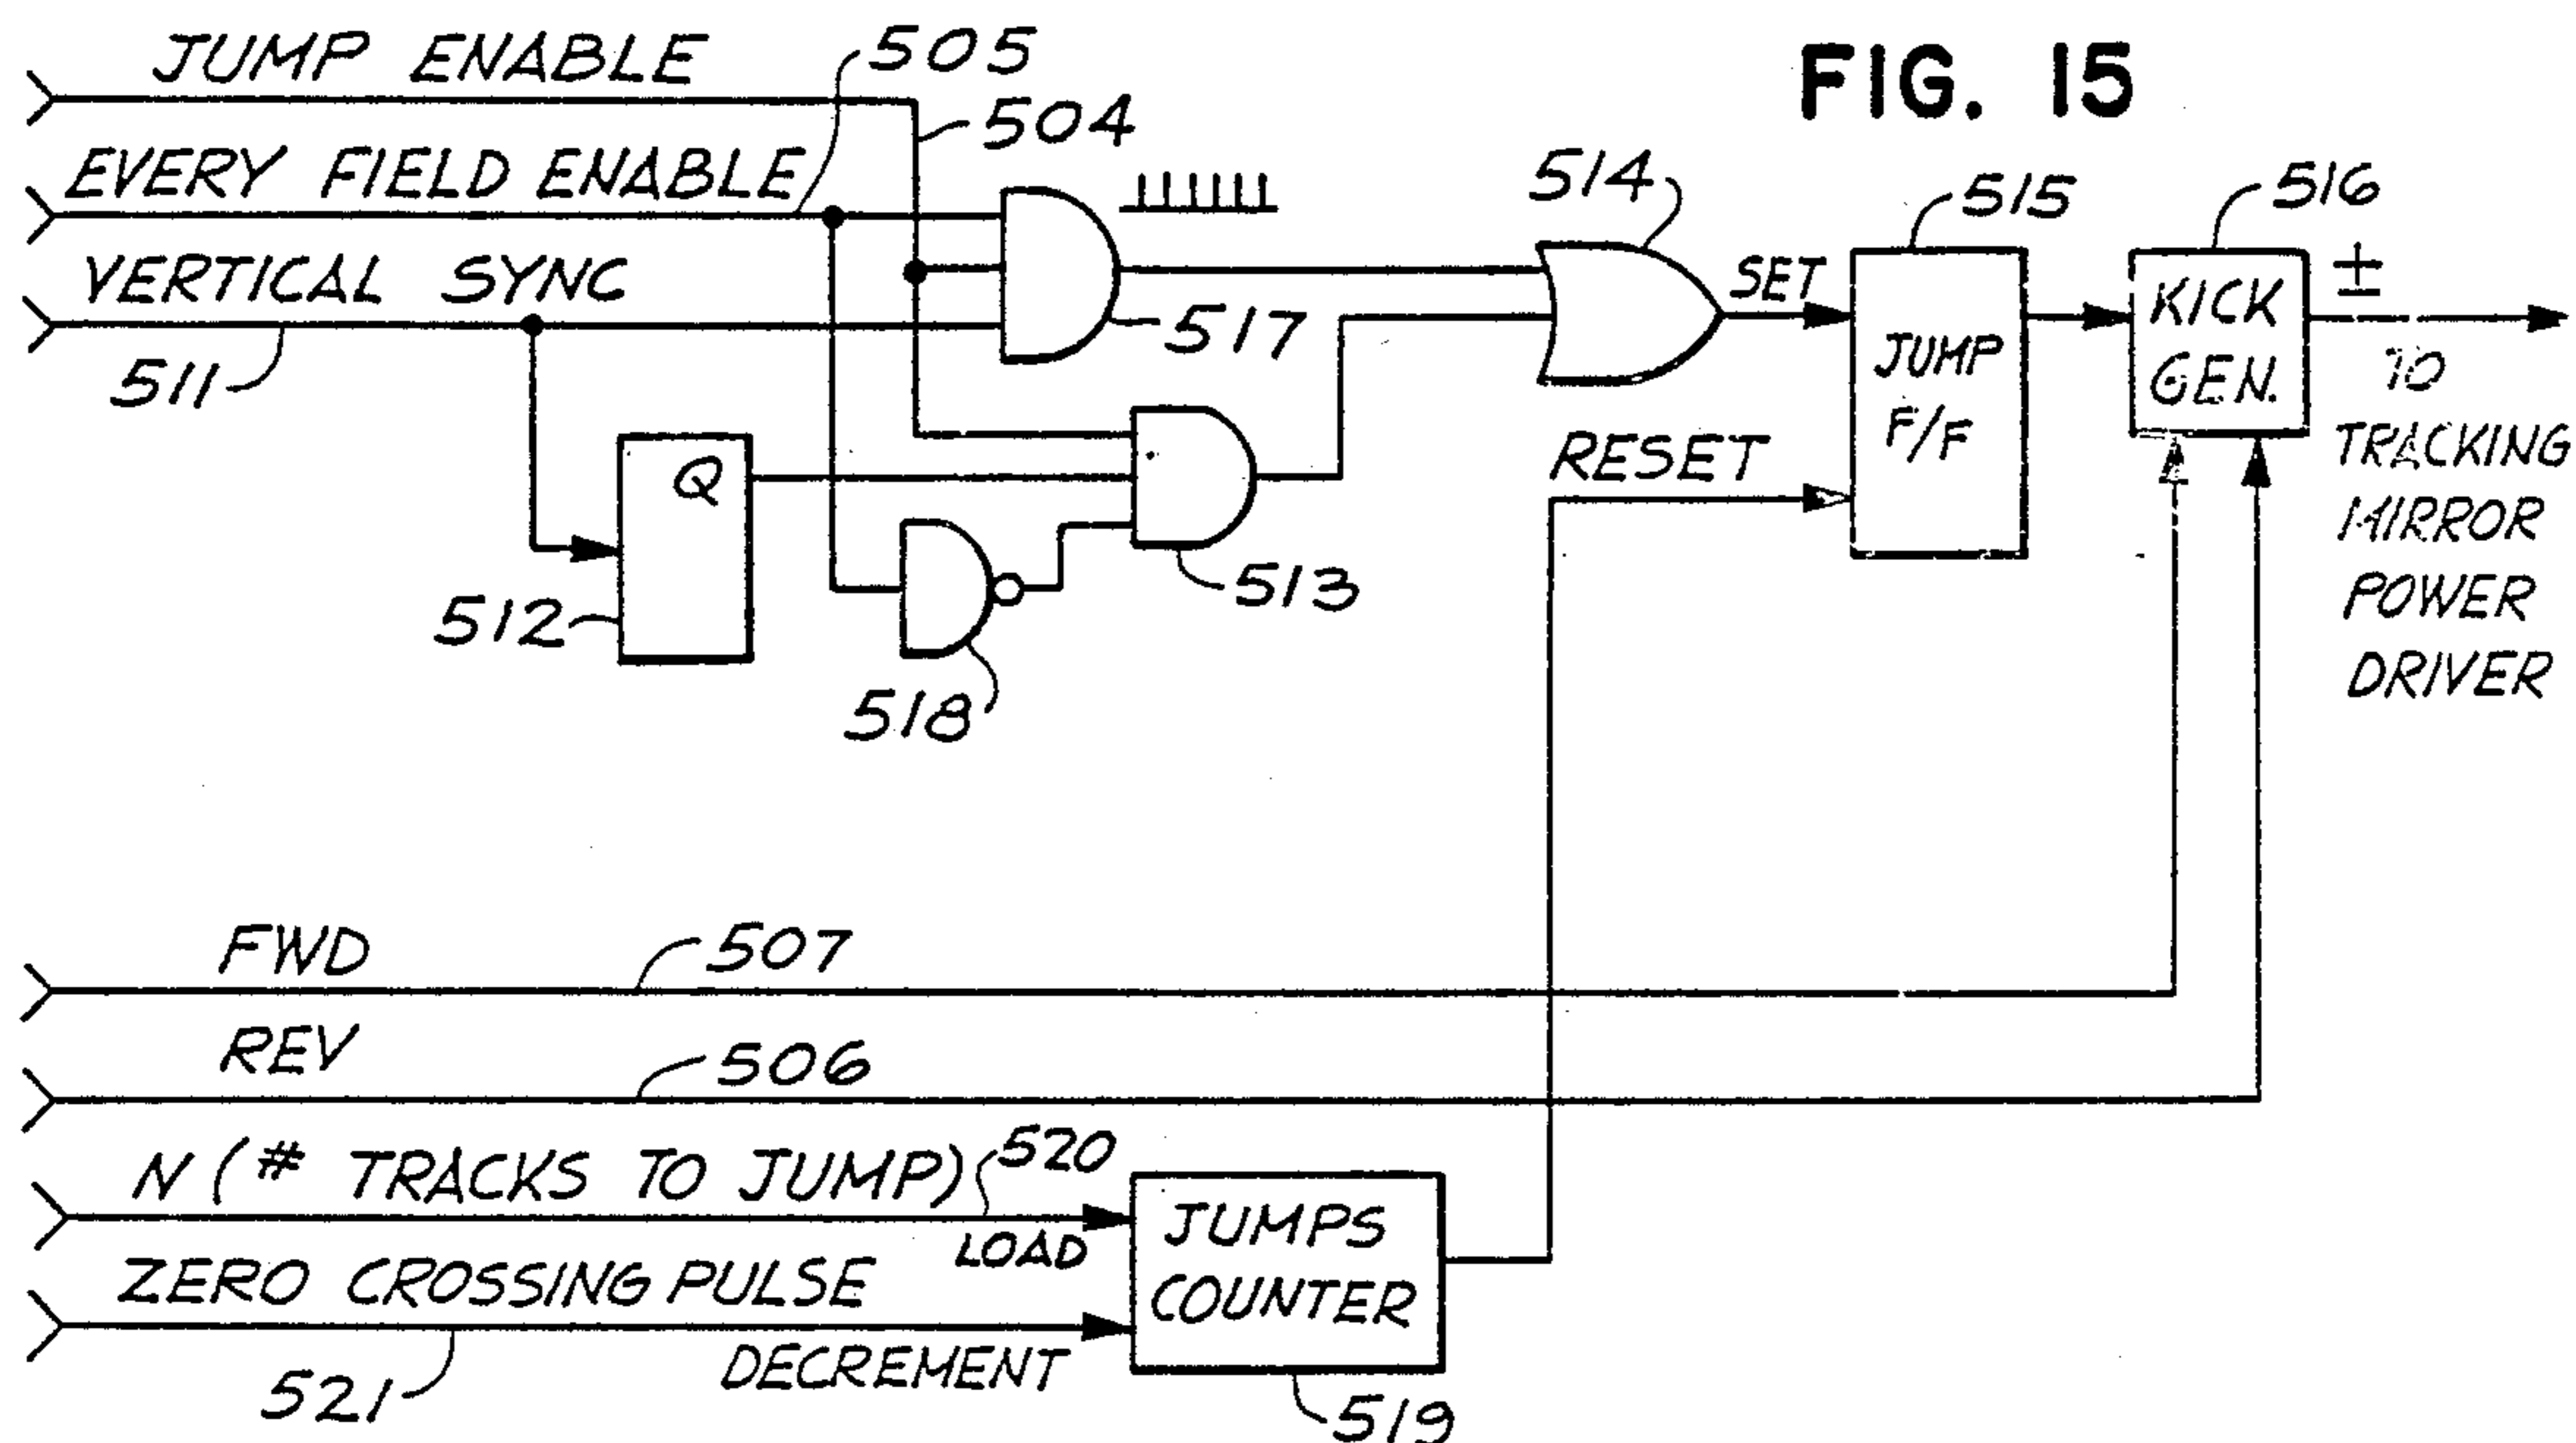 JUMP ENABLE
505
FIG. 15
504
EVERY FIELD ENABLE
514
515
516
VERTICAL SYNC
SET
±
511
517
KICK
GEN.
JUMP
F/F
TO
TRACKING
MIRROR
POWER
DRIVER
RESET
Q
512
513
518
FWD
507
REV
506
N (# TRACKS TO JUMP)
520
LOAD
JUMPS
COUNTER
ZERO CROSSING PULSE
DECREMENT
521
519